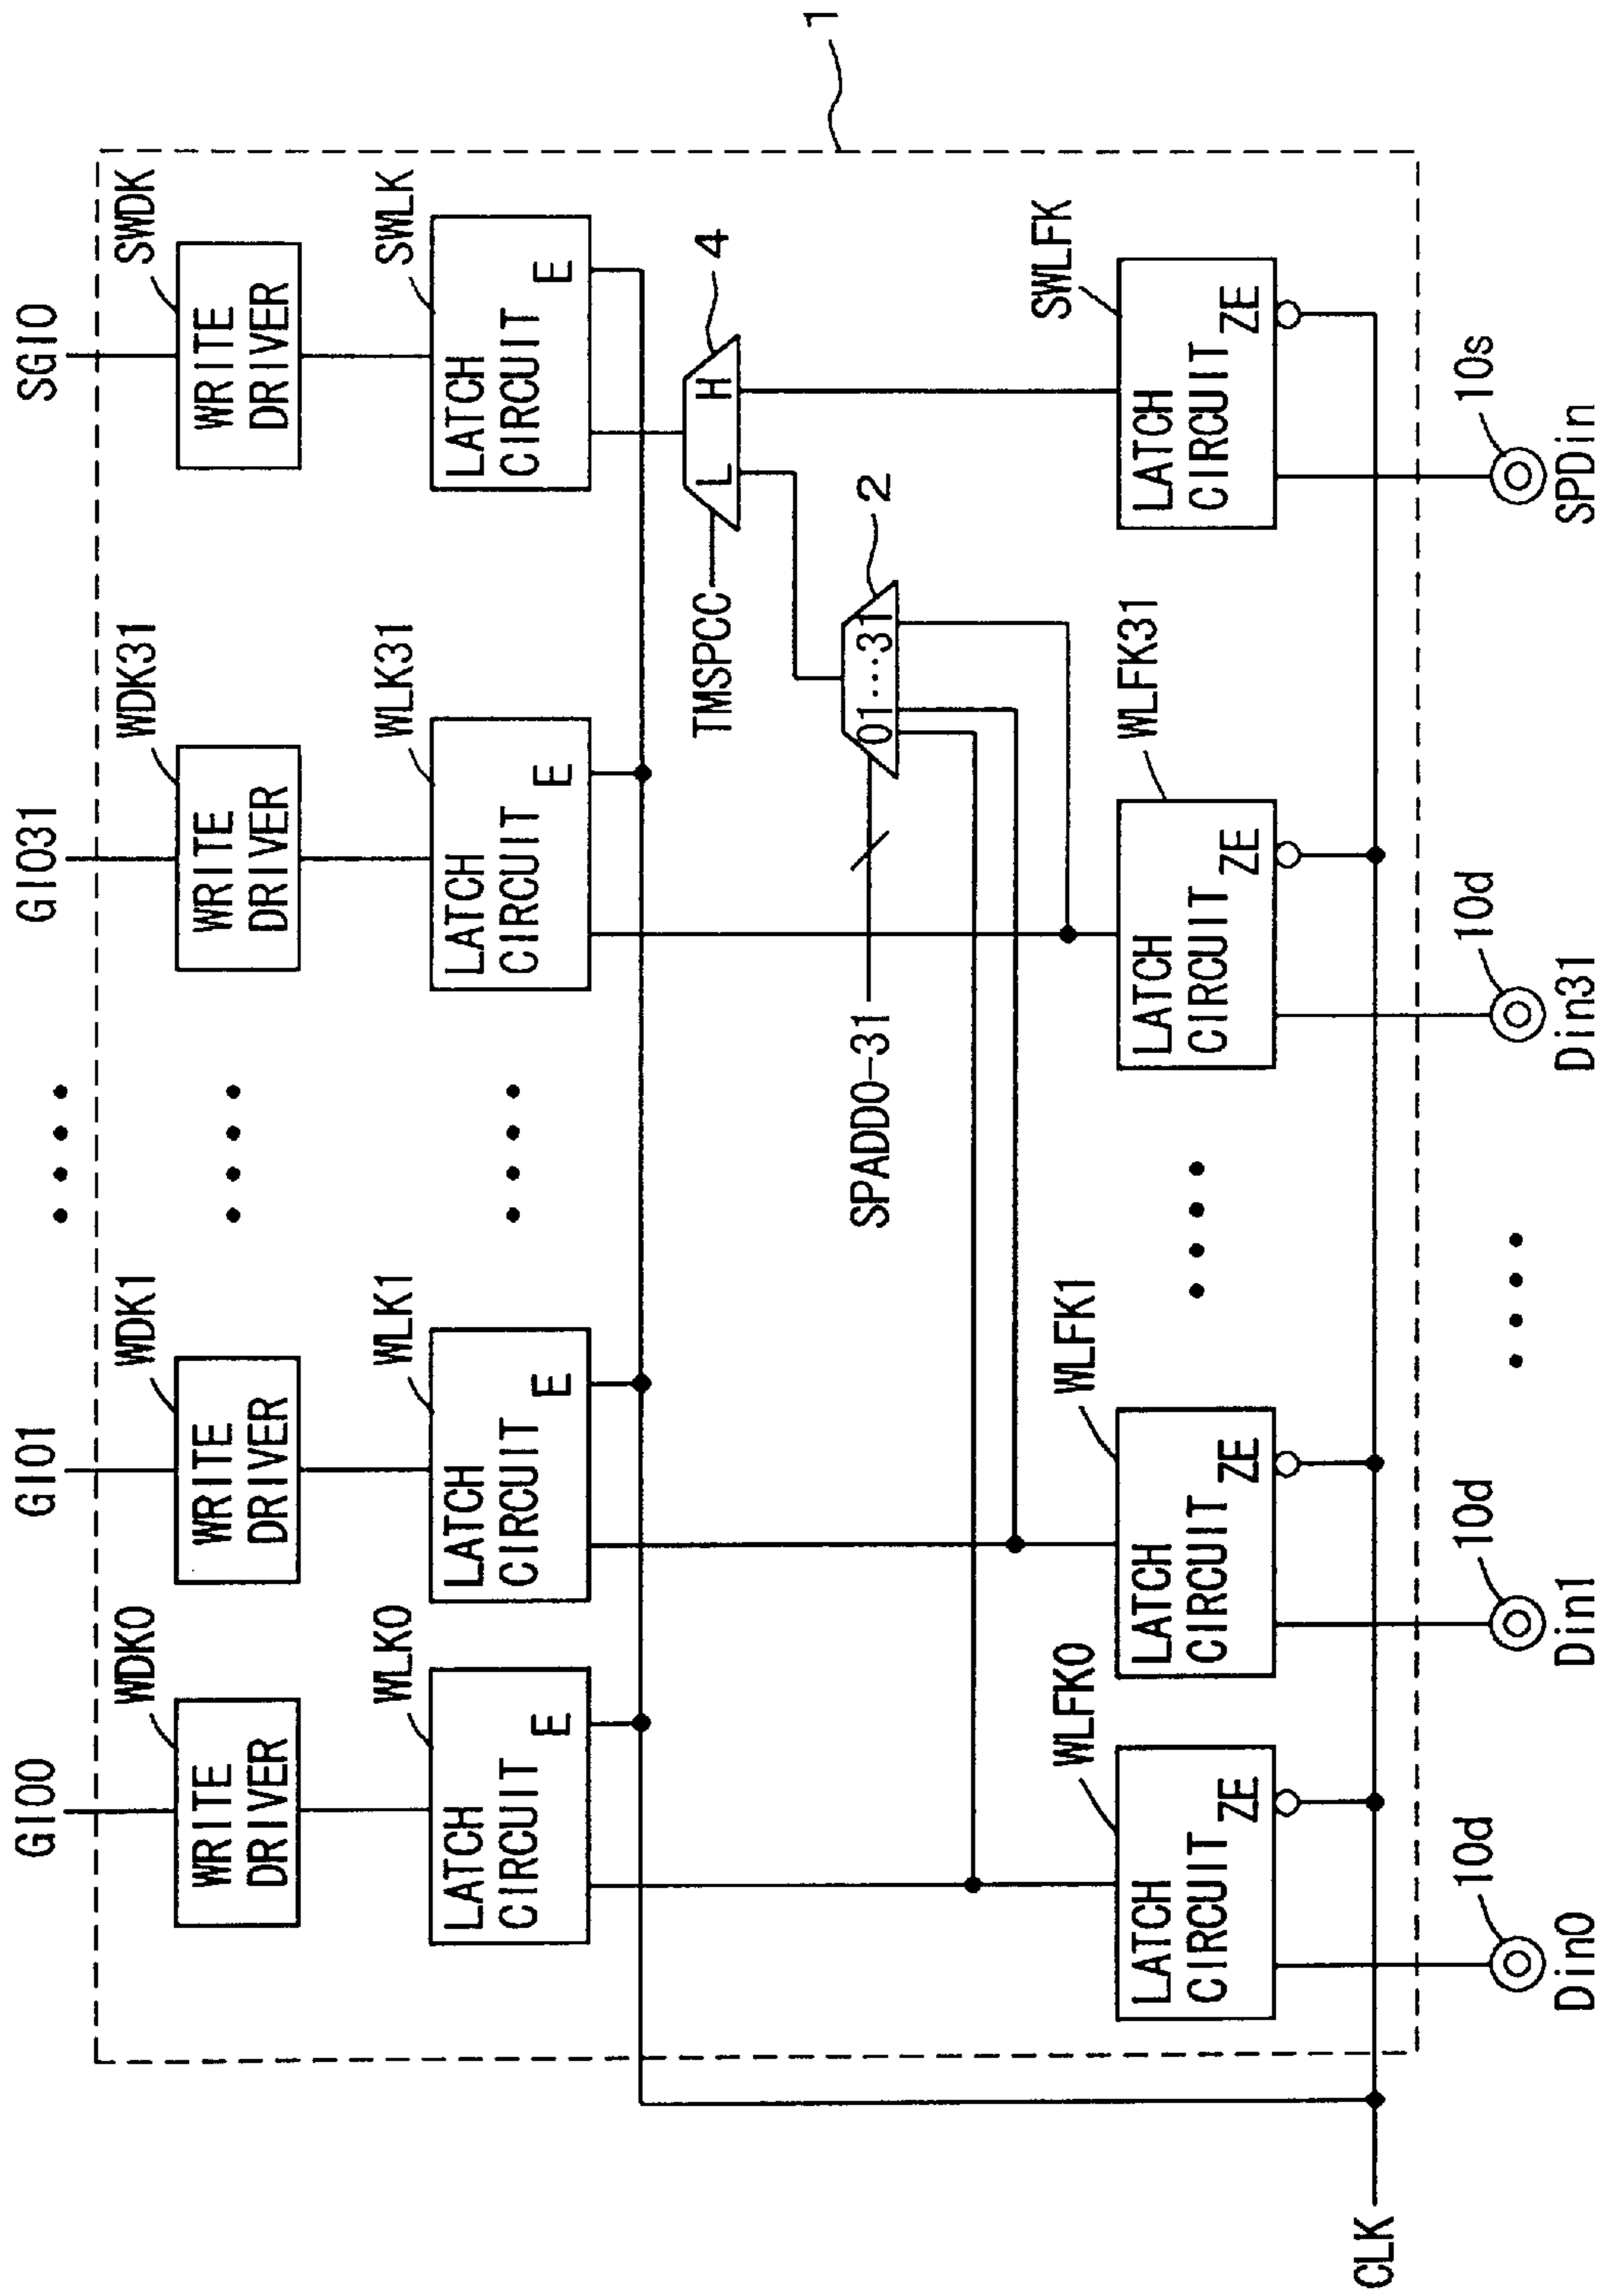 GIO0
GIO1
GIO31
SGIO
WDK0
WDK1
WDK31
SWDK
1
WRITE
DRIVER
WRITE
DRIVER
WRITE
DRIVER
WRITE
DRIVER
WLK0
WLK1
WLK31
SWLK
LATCH
CIRCUIT
E
LATCH
CIRCUIT
E
LATCH
CIRCUIT
E
LATCH
CIRCUIT
E
TMSPCC
L H
4
SPADD0-31
01...31
2
WLFK0
WLFK1
WLFK31
SWLFK
LATCH
CIRCUIT
ZE
LATCH
CIRCUIT
ZE
LATCH
CIRCUIT
ZE
LATCH
CIRCUIT
ZE
CLK
10d
10d
10d
10s
Din0
Din1
Din31
SPDin